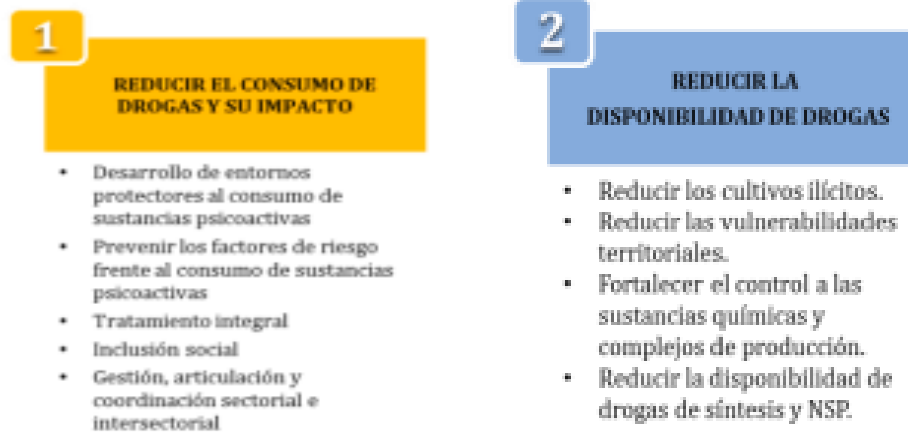 1
REDUCIR EL CONSUMO DE
DROGAS Y SU IMPACTO
• Desarrollo de entornos
protectores al consumo de
sustancias psicoactivas
• Prevenir los factores de riesgo
frente al consumo de sustancias
psicoactivas
• Tratamiento integral
• Inclusión social
• Gestión, articulación y
coordinación sectorial e
intersectorial
2
REDUCIR LA
DISPONIBILIDAD DE DROGAS
• Reducir los cultivos ilícitos.
• Reducir las vulnerabilidades
territoriales.
• Fortalecer el control a las
sustancias químicas y
complejos de producción.
• Reducir la disponibilidad de
drogas de síntesis y NSP.